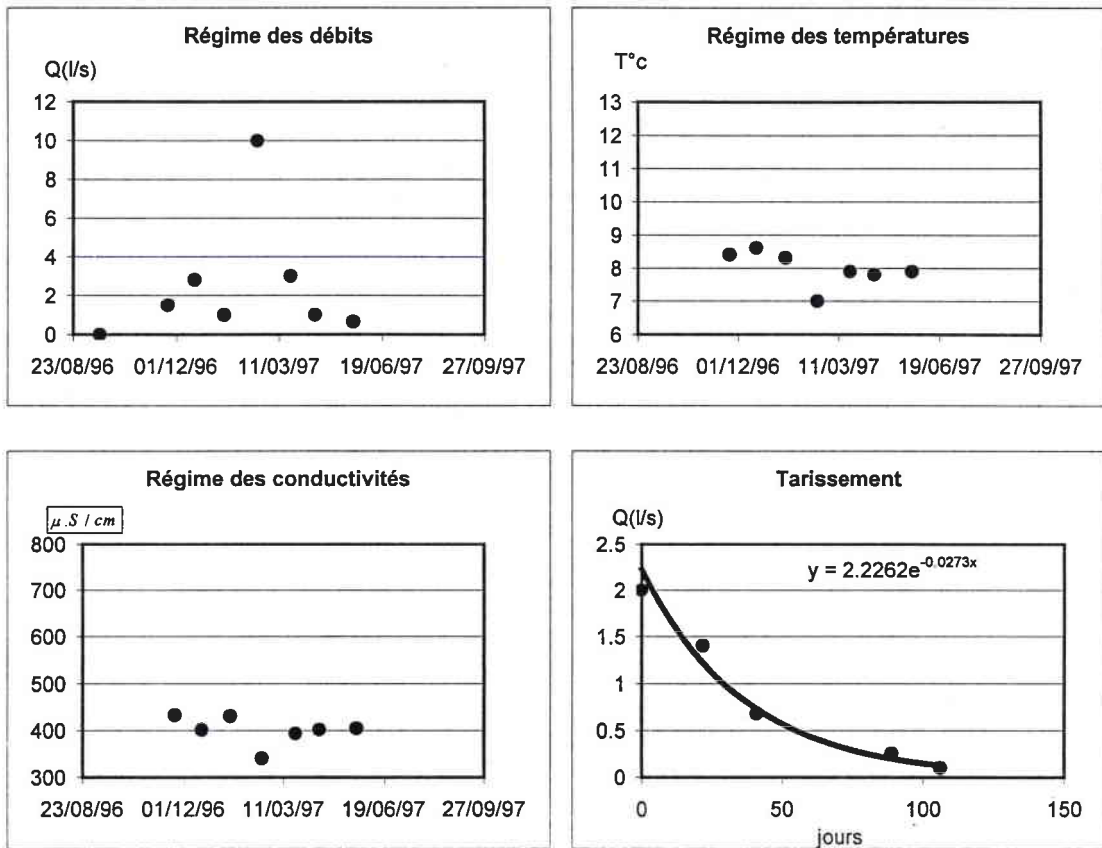 Régime des débits
Q(l/s)
12
10
8
6
4
2
0
23/08/96 01/12/96 11/03/97 19/06/97 27/09/97
Régime des températures
T°c
13
12
11
10
9
8
7
6
23/08/96 01/12/96 11/03/97 19/06/97 27/09/97
Régime des conductivités
μ.S / cm
800
700
600
500
400
300
23/08/96 01/12/96 11/03/97 19/06/97 27/09/97
Tarissement
Q(l/s)
2.5
y = 2.2262e^-0.0273x
2
1.5
1
0.5
0
0 50 100 150
jours